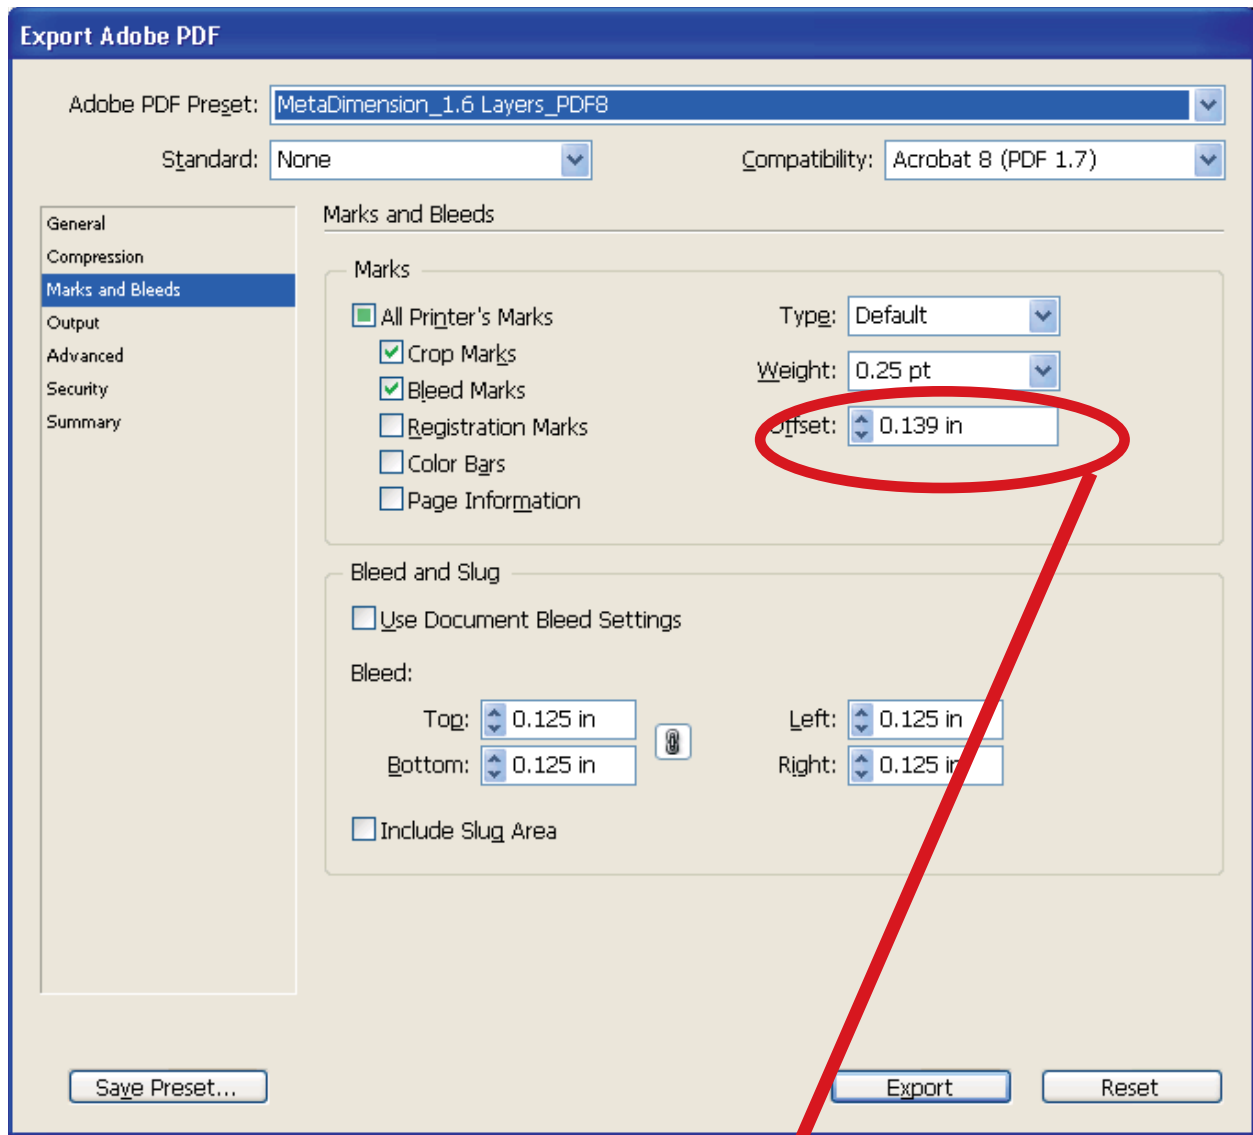 Export Adobe PDF
Adobe PDF Preset: MetaDimension_1.6 Layers_PDF8
Standard: None Compatibility: Acrobat 8 (PDF 1.7)
General
Compression
Marks and Bleeds
Output
Advanced
Security
Summary
Marks and Bleeds
Marks
All Printer's Marks
Crop Marks
Bleed Marks
Registration Marks
Color Bars
Page Information
Type: Default
Weight: 0.25 pt
Offset: 0.139 in
Bleed and Slug
Use Document Bleed Settings
Bleed:
Top: 0.125 in Left: 0.125 in
Bottom: 0.125 in Right: 0.125 in
Include Slug Area
Save Preset... Export Reset